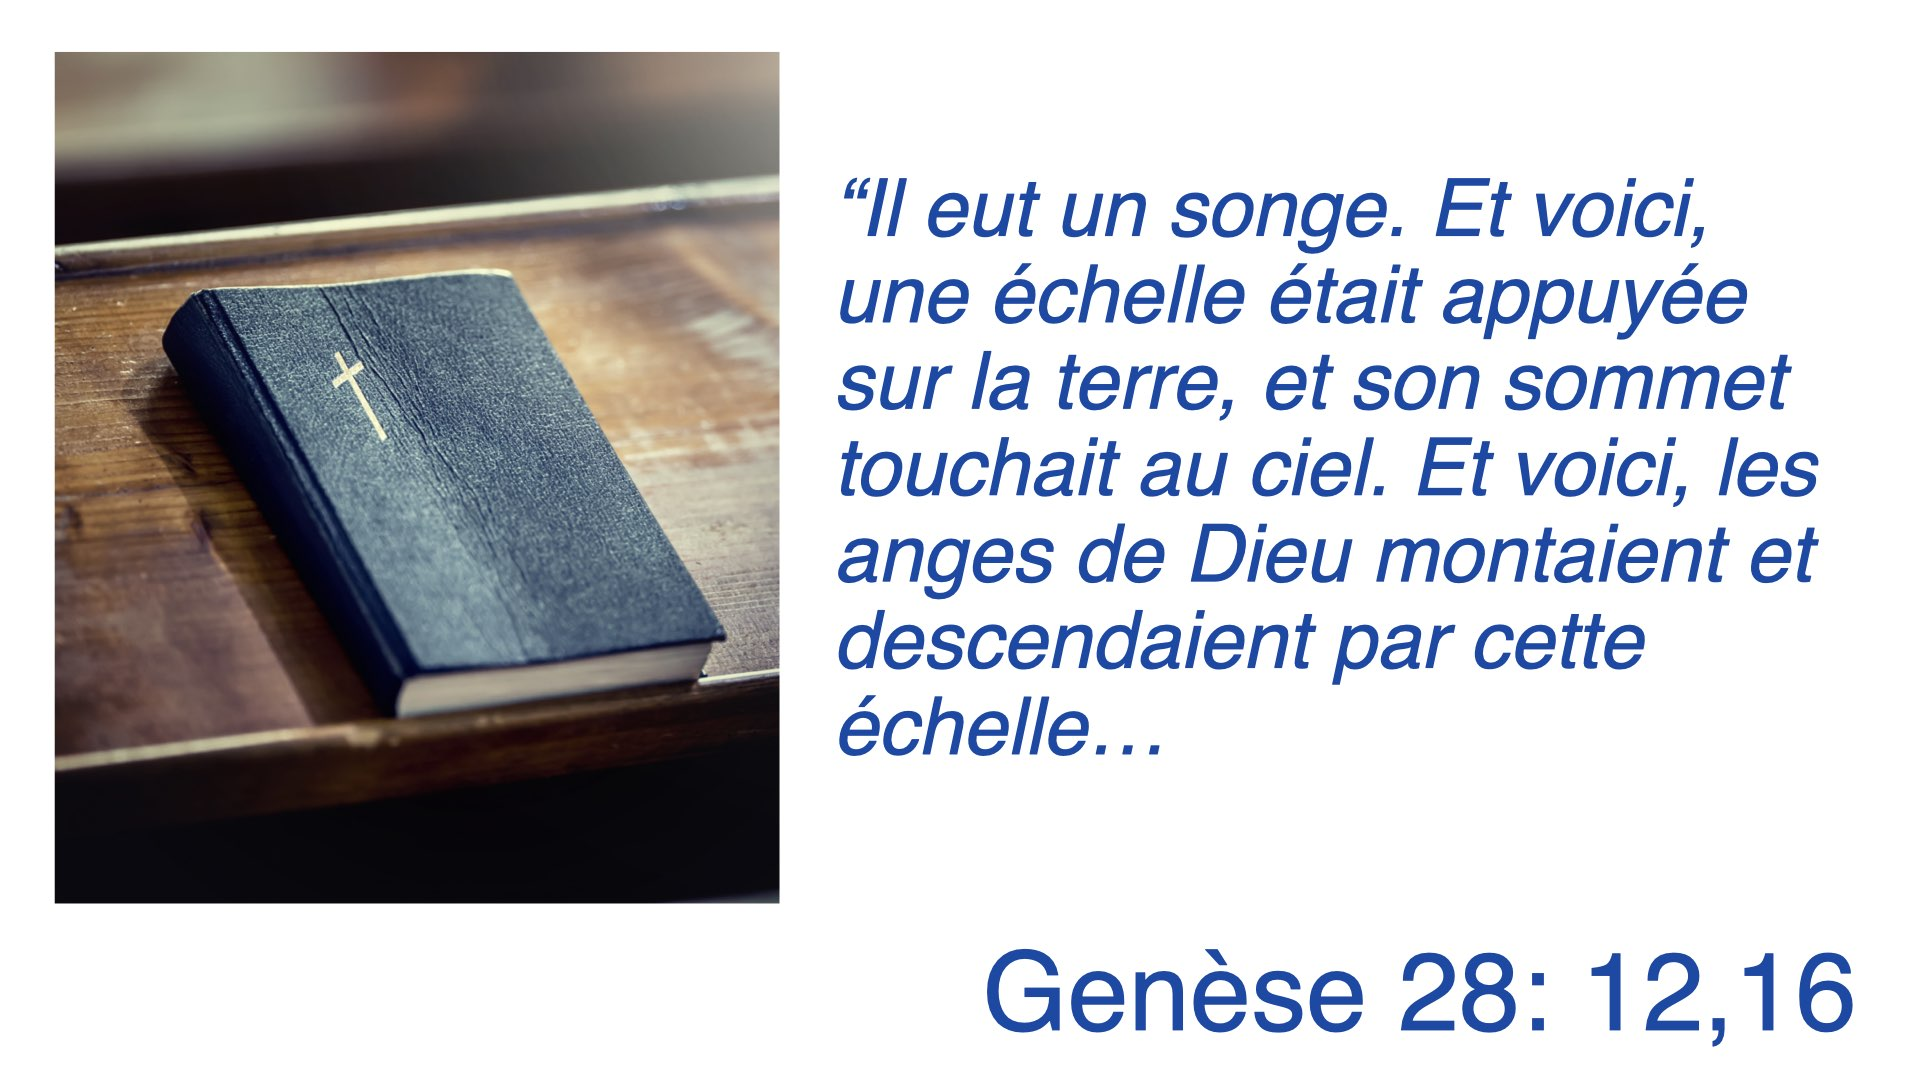 “Il eut un songe. Et voici,
une échelle était appuyée
sur la terre, et son sommet
touchait au ciel. Et voici, les
anges de Dieu montaient et
descendaient par cette
échelle…
Genèse 28: 12,16